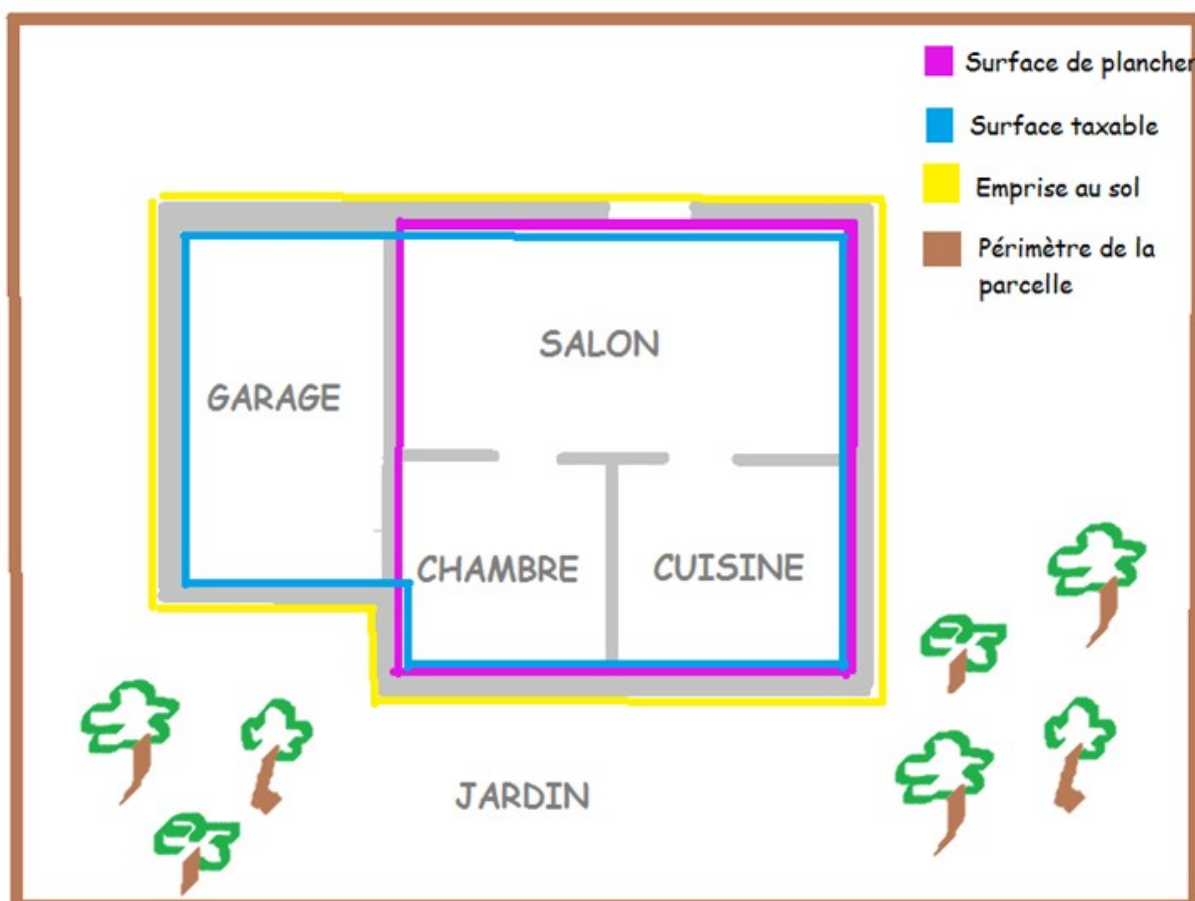 Surface de plancher
Surface taxable
Emprise au sol
Périmètre de la
parcelle
SALON
GARAGE
CHAMBRE
CUISINE
JARDIN